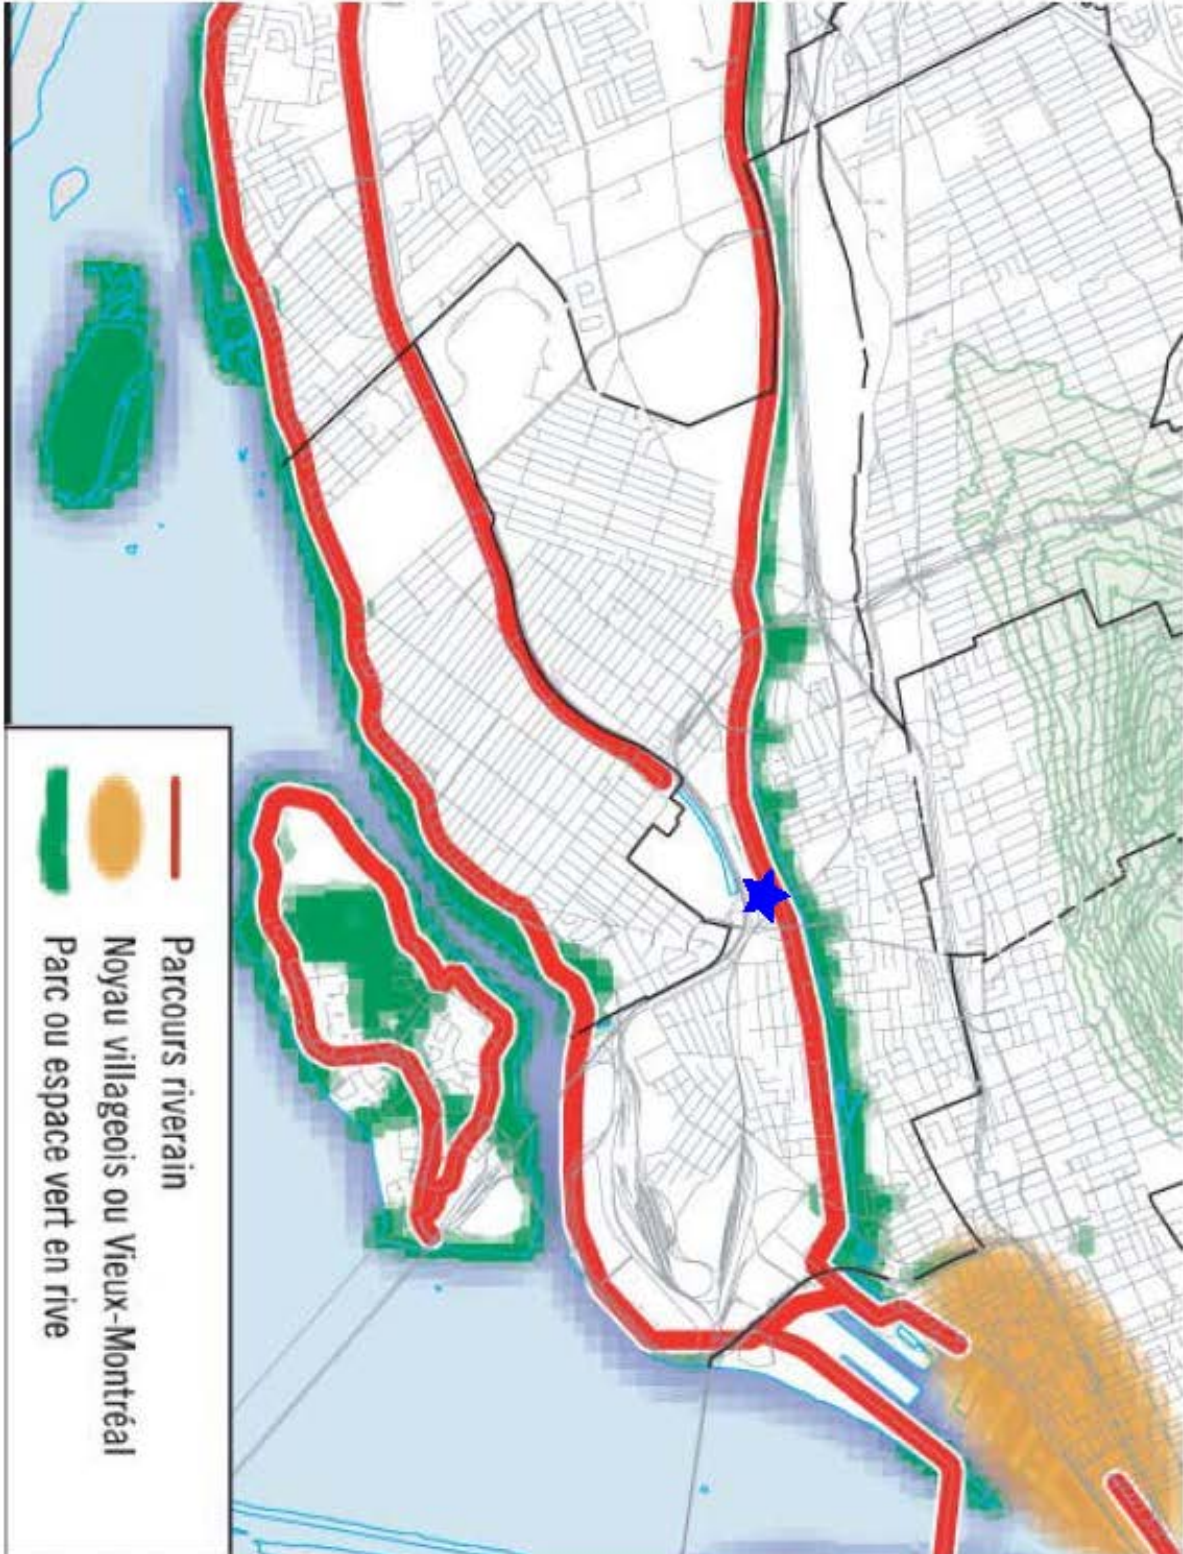 Parcours riverain
Noyau villageois ou Vieux-Montréal
Parc ou espace vert en rive